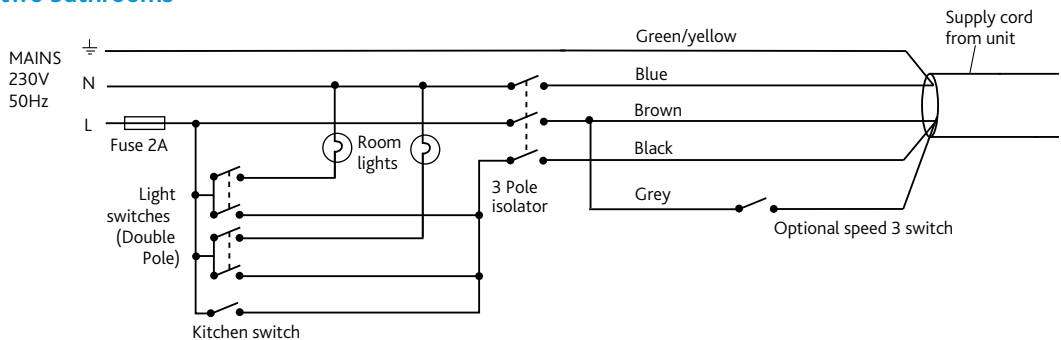 two Bathrooms
MAINS
230V
50Hz
N
L
Fuse 2A
Room
lights
Light
switches
(Double
Pole)
Kitchen switch
3 Pole
isolator
Green/yellow
Blue
Brown
Black
Grey
Optional speed 3 switch
Supply cord
from unit